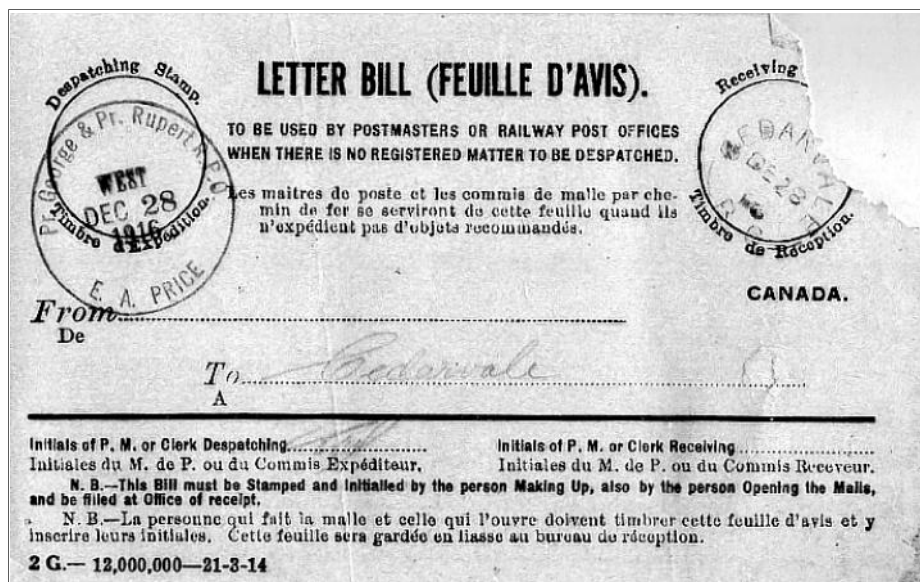 Despatching Stamp.
Timbre d'Expédition.
Pr. George & Pr. Rupert R.P.O
WEST
DEC 28
1916
E. A. PRICE
LETTER BILL (FEUILLE D'AVIS).
TO BE USED BY POSTMASTERS OR RAILWAY POST OFFICES
WHEN THERE IS NO REGISTERED MATTER TO BE DESPATCHED.
Les maitres de poste et les commis de malle par che-
min de fer se serviront de cette feuille quand ils
n'expédient pas d'objets recommandés.
Receiving
CEDARVALE
DE 28
B C
Timbre de Réception.
CANADA.
From
De
To Cedarvale
A
Initials of P. M. or Clerk Despatching
Initials of P. M. or Clerk Receiving
Initiales du M. de P. ou du Commis Expéditeur.
Initiales du M. de P. ou du Commis Receveur.
N. B.—This Bill must be Stamped and Initialled by the person Making Up, also by the person Opening the Mails,
and be filed at Office of receipt.
N. B.—La personne qui fait la malle et celle qui l'ouvre doivent timbrer cette feuille d'avis et y
inscrire leurs initiales. Cette feuille sera gardée en liasse au bureau de réception.
2 G.— 12,000,000—21-3-14